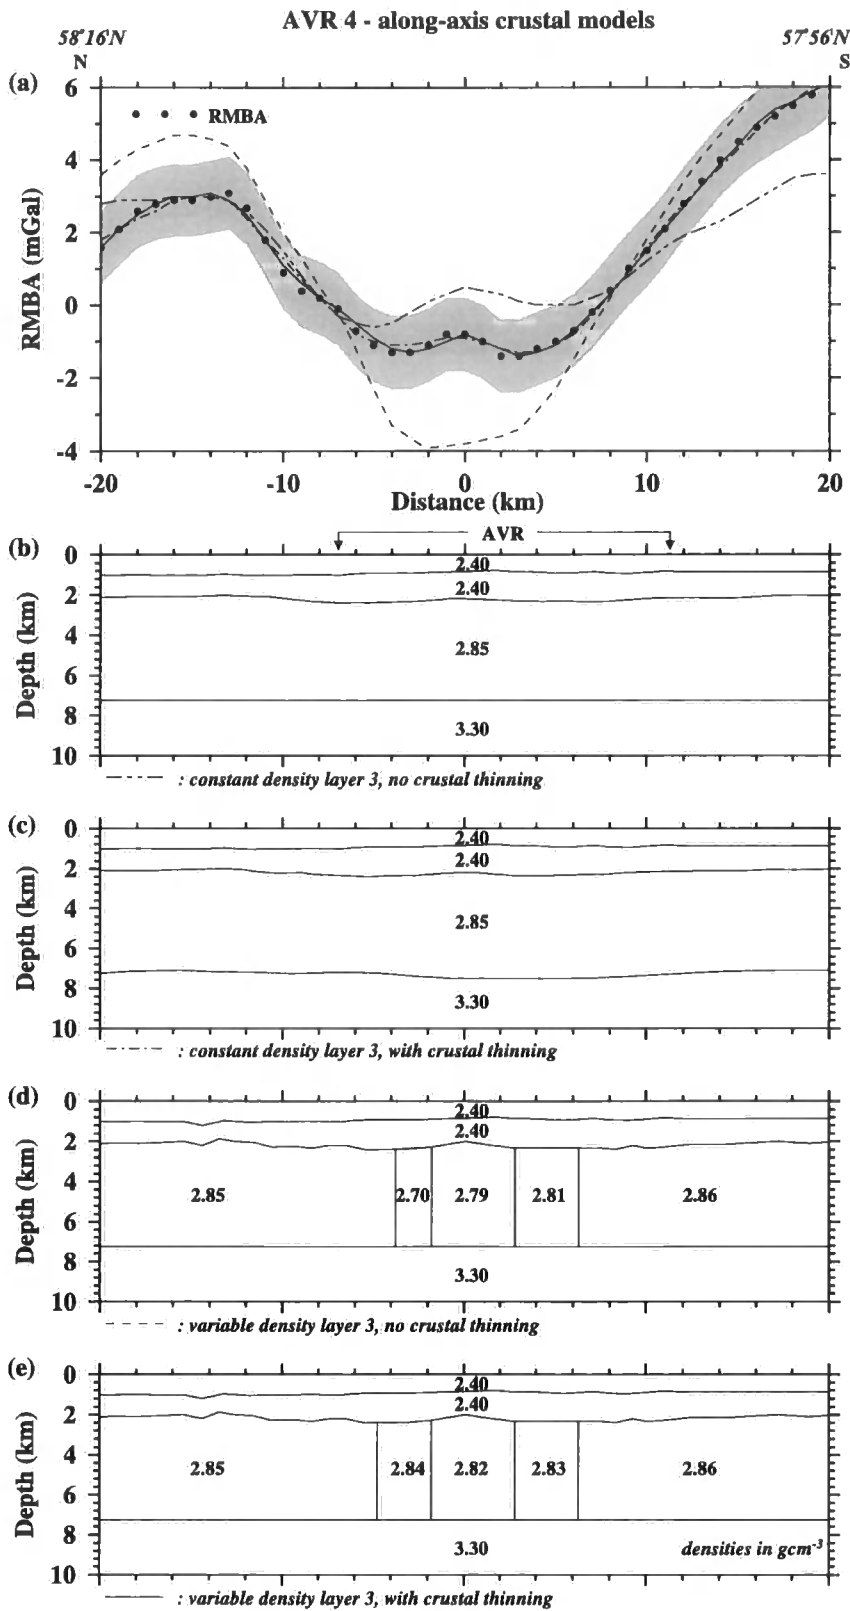 AVR 4 - along-axis crustal models
58°16'N
57°56'N
N
S
(a)
6
4
2
0
-2
-4
RMBA (mGal)
RMBA
-20
-10
0
10
20
Distance (km)
AVR
(b)
0
2
4
6
8
10
Depth (km)
2.40
2.40
2.85
3.30
: constant density layer 3, no crustal thinning
(c)
0
2
4
6
8
10
Depth (km)
2.40
2.40
2.85
3.30
: constant density layer 3, with crustal thinning
(d)
0
2
4
6
8
10
Depth (km)
2.40
2.40
2.85 2.70 2.79 2.81 2.86
3.30
: variable density layer 3, no crustal thinning
(e)
0
2
4
6
8
10
Depth (km)
2.40
2.40
2.85 2.84 2.82 2.83 2.86
3.30 densities in gcm⁻³
: variable density layer 3, with crustal thinning